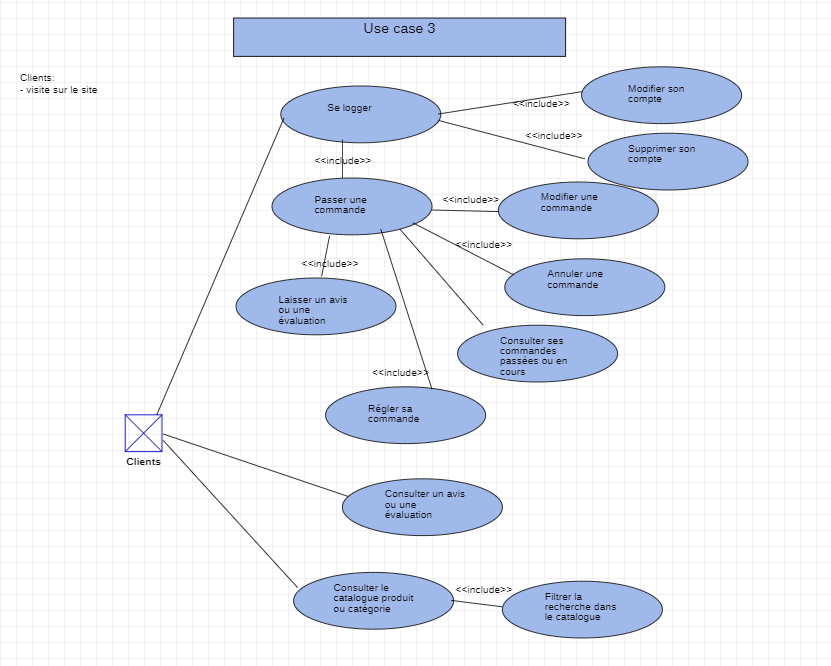 Use case 3
Clients:
- visite sur le site
Se logger
<<include>>
Modifier son
compte
<<include>>
Supprimer son
compte
<<include>>
Passer une
commande
<<include>>
Modifier une
commande
<<include>>
Annuler une
commande
<<include>>
Laisser un avis
ou une
évaluation
Consulter ses
commandes
passées ou en
cours
<<include>>
Régler sa
commande
Clients
Consulter un avis
ou une
évaluation
Consulter le
catalogue produit
ou catégorie
<<include>>
Filtrer la
recherche dans
le catalogue